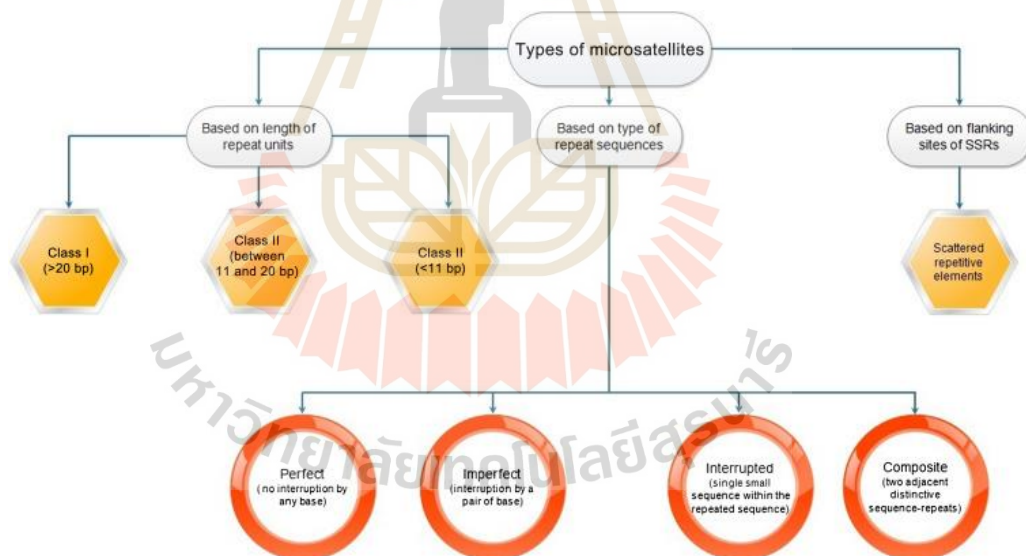 Types of microsatellites
Based on length of
repeat units
Based on type of
repeat sequences
Based on flanking
sites of SSRs
Class I
(>20 bp)
Class II
(between
11 and 20 bp)
Class II
(<11 bp)
Scattered
repetitive
elements
Perfect
(no interruption by
any base)
Imperfect
(interruption by a
pair of base)
Interrupted
(single small
sequence within the
repeated sequence)
Composite
(two adjacent
distinctive
sequence-repeats)
มหาวิทยาลัยเทคโนโลยีสุรนารี